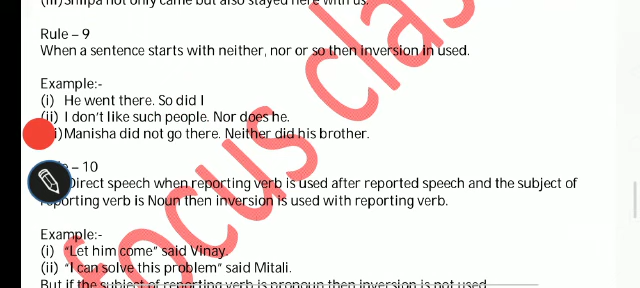 (iii)Shilpa not only came but also stayed here with us.
Rule – 9
When a sentence starts with neither, nor or so then inversion in used.
Example:-
(i) He went there. So did I
(ii) I don't like such people. Nor does he.
i)Manisha did not go there. Neither did his brother.
– 10
Direct speech when reporting verb is used after reported speech and the subject of
reporting verb is Noun then inversion is used with reporting verb.
Example:-
(i) "Let him come" said Vinay.
(ii) "I can solve this problem" said Mitali.
But if the subject of reporting verb is pronoun then inversion is not used
focus clas